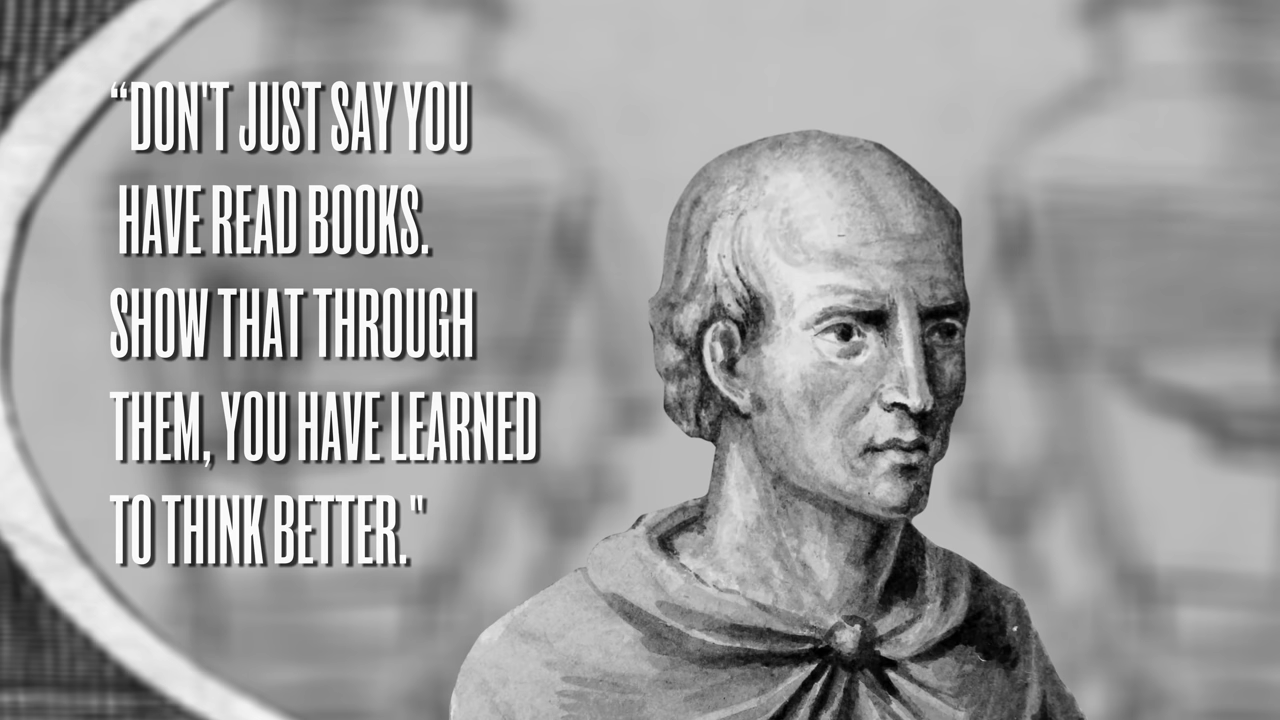 “DON'T JUST SAY YOU
HAVE READ BOOKS.
SHOW THAT THROUGH
THEM, YOU HAVE LEARNED
TO THINK BETTER."